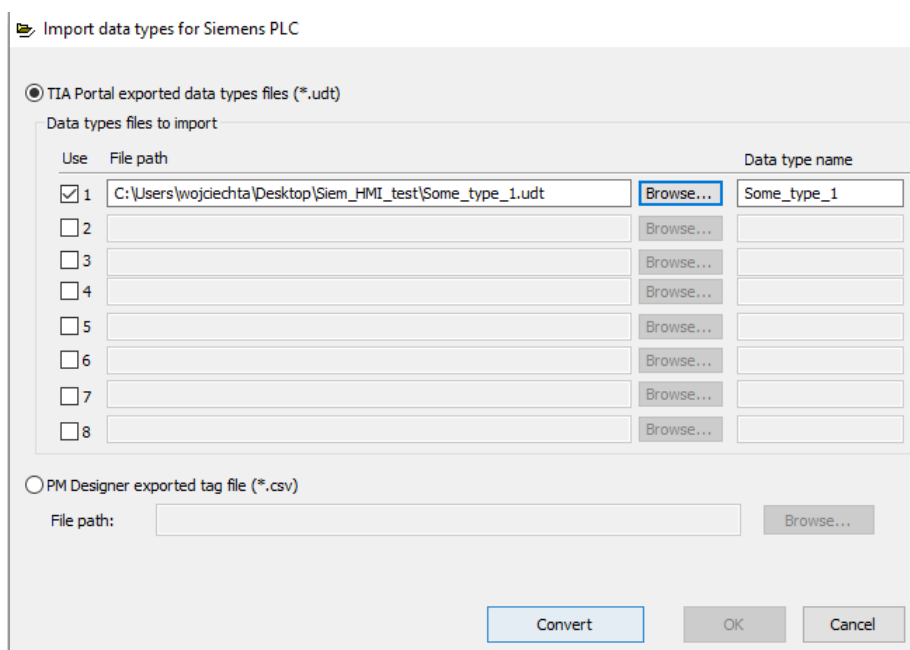 Import data types for Siemens PLC
TIA Portal exported data types files (*.udt)
Data types files to import
Use File path Data type name
1 C:\Users\wojciechta\Desktop\Siem_HMI_test\Some_type_1.udt Browse... Some_type_1
2 Browse...
3 Browse...
4 Browse...
5 Browse...
6 Browse...
7 Browse...
8 Browse...
PM Designer exported tag file (*.csv)
File path: Browse...
Convert OK Cancel